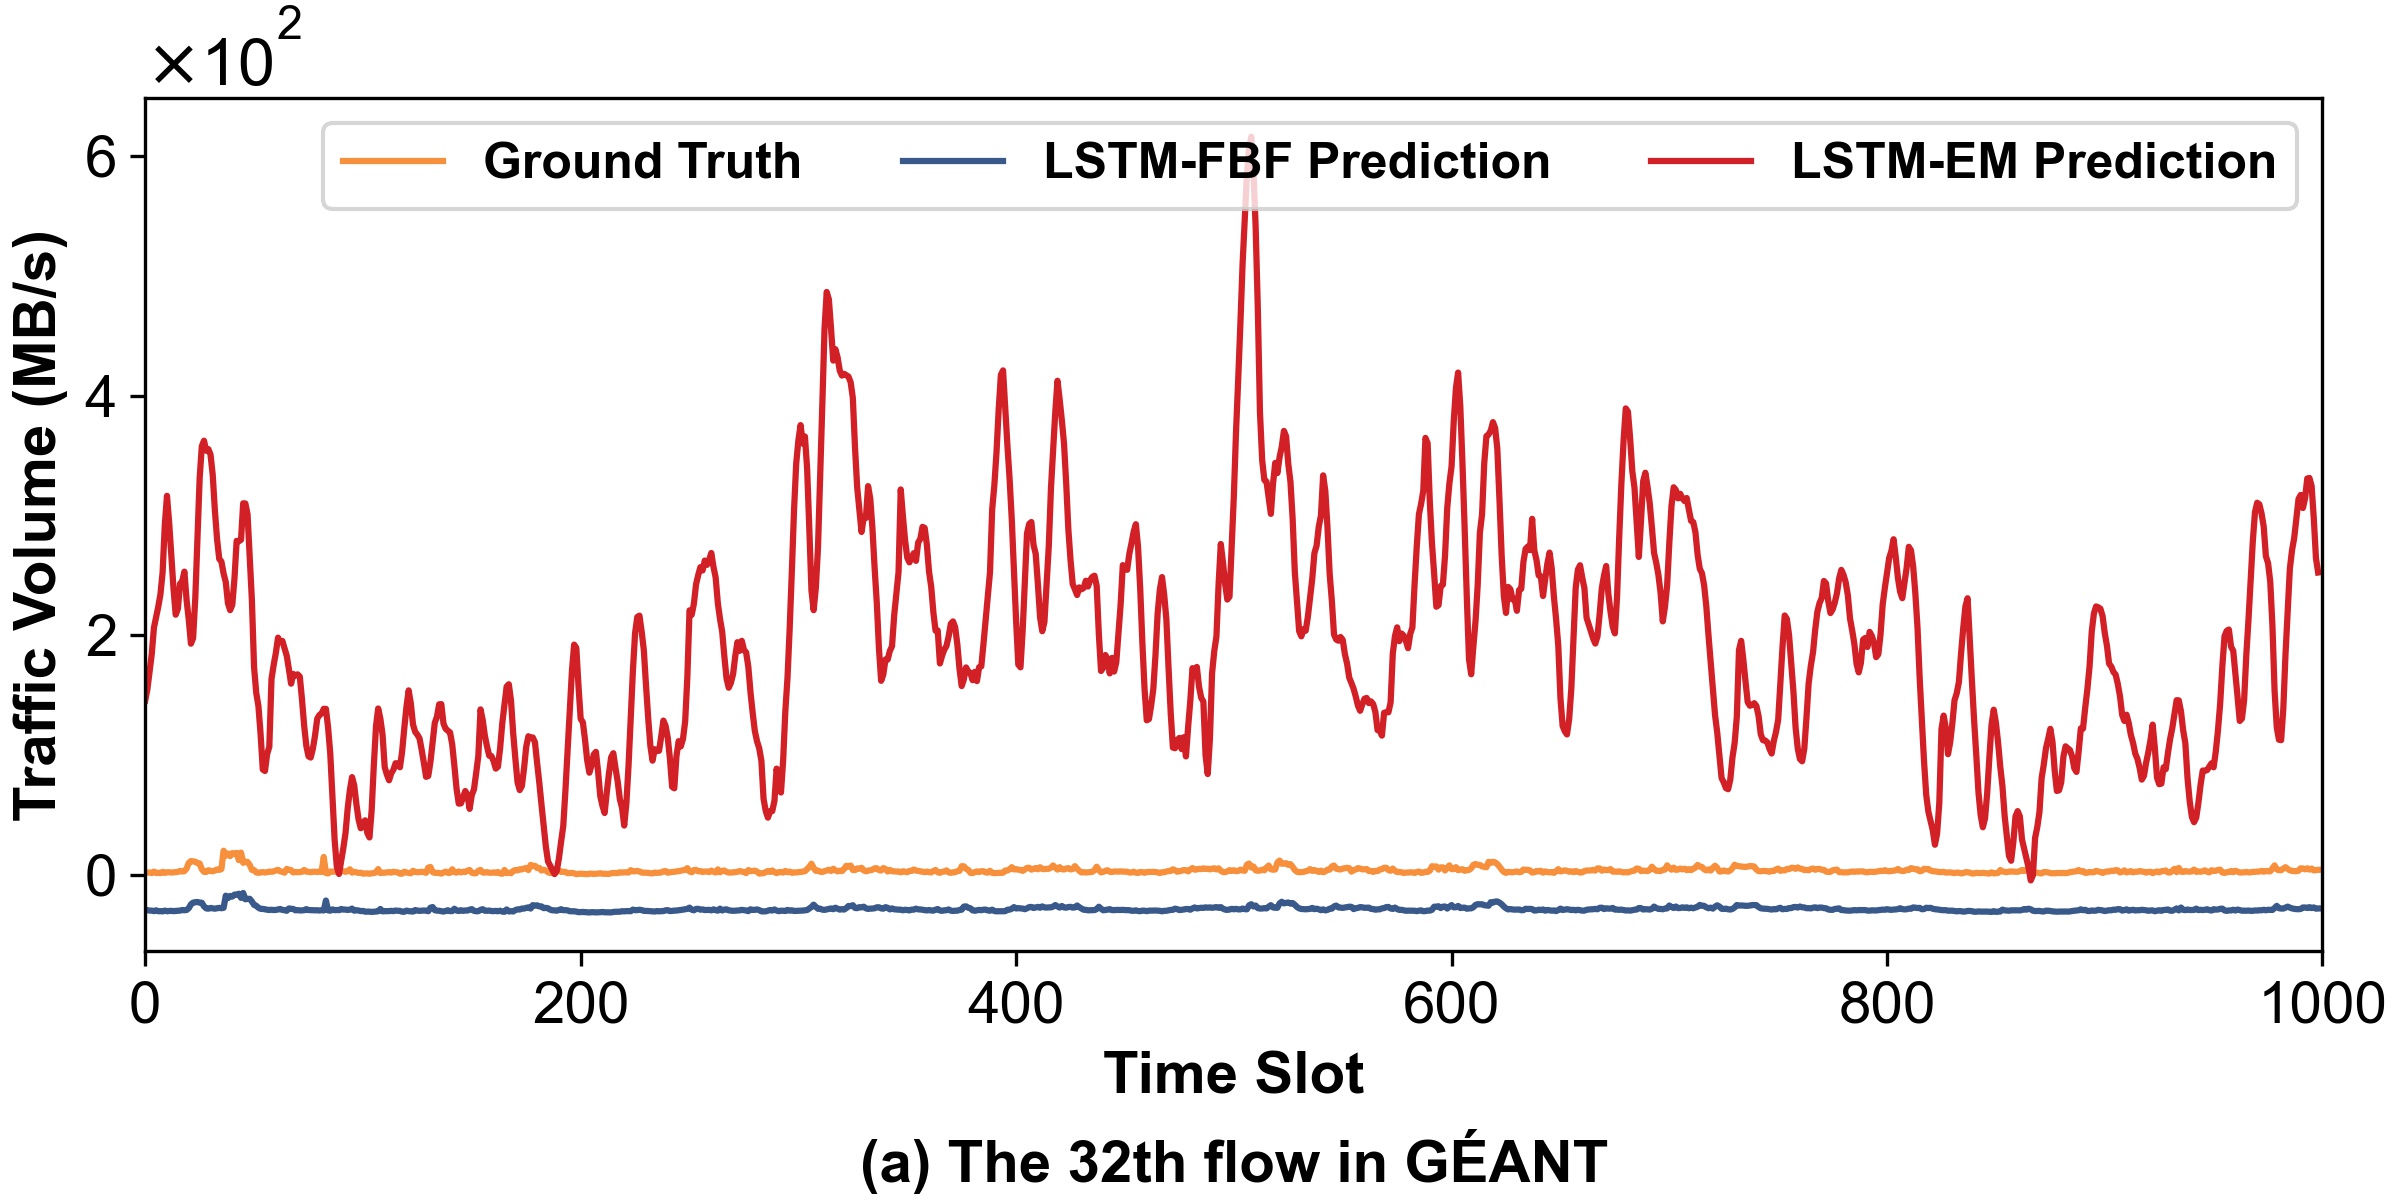 ×10²
6
4
2
0
Traffic Volume (MB/s)
Ground Truth LSTM-FBF Prediction LSTM-EM Prediction
0 200 400 600 800 1000
Time Slot
(a) The 32th flow in GÉANT